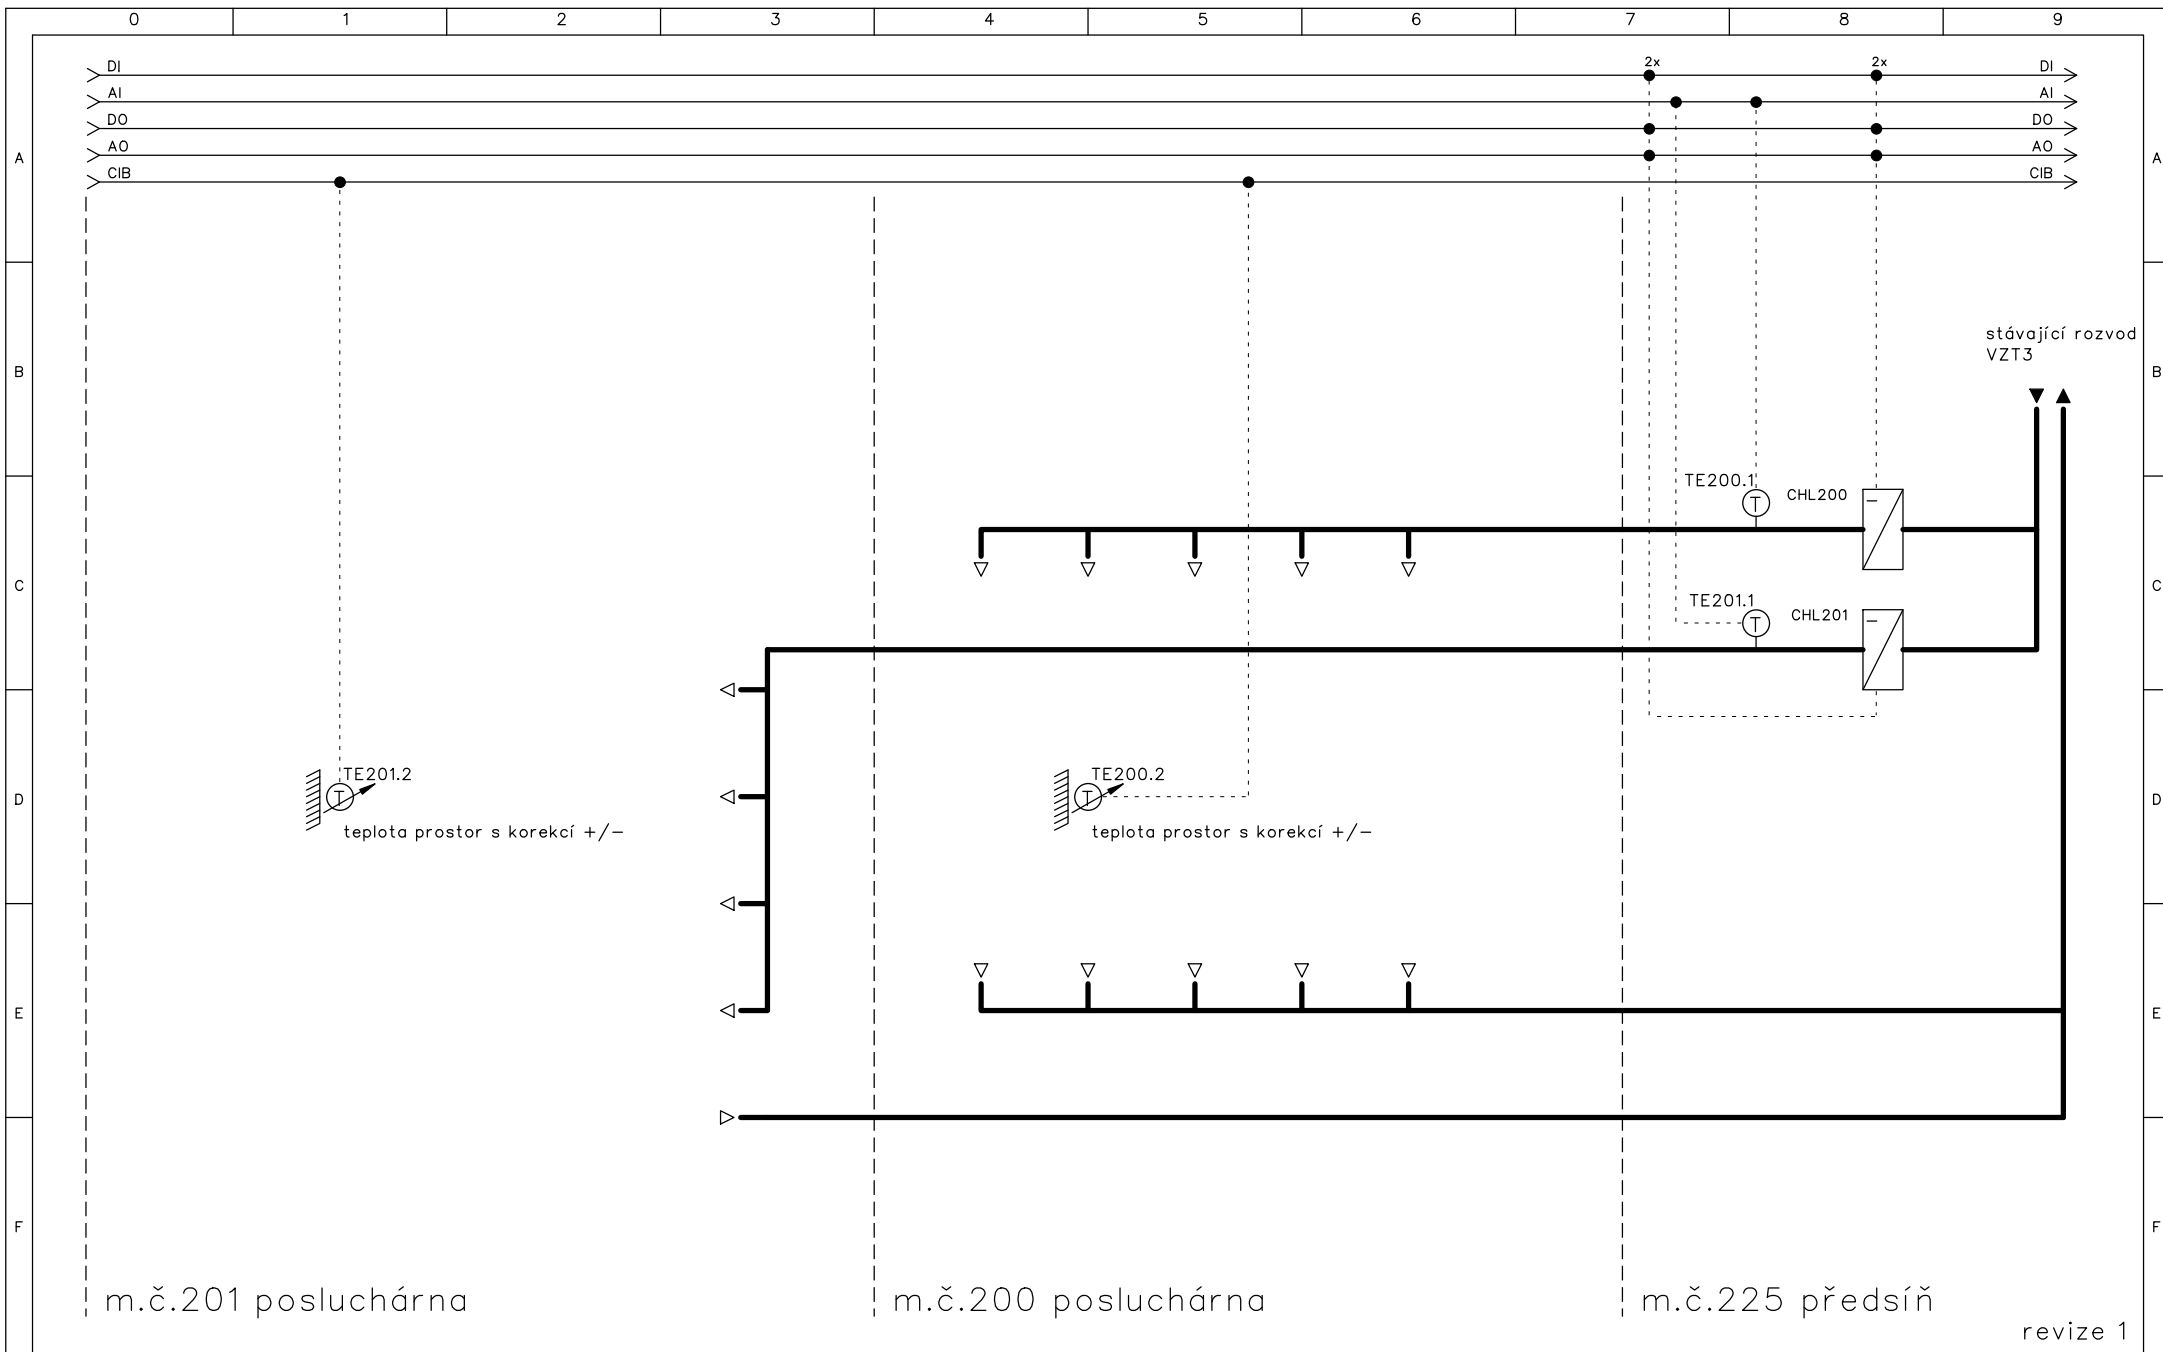 0 1 2 3 4 5 6 7 8 9
2x 2x
DI DI
AI AI
DO DO
A AO AO A
CIB CIB
stávající rozvod
B VZT3 B
TE200.1 CHL200
C C
TE201.1 CHL201
TE201.2 TE200.2
D D
teplota prostor s korekcí +/- teplota prostor s korekcí +/-
E E
F F
m.č.201 posluchárna m.č.200 posluchárna m.č.225 předsíň
revize 1